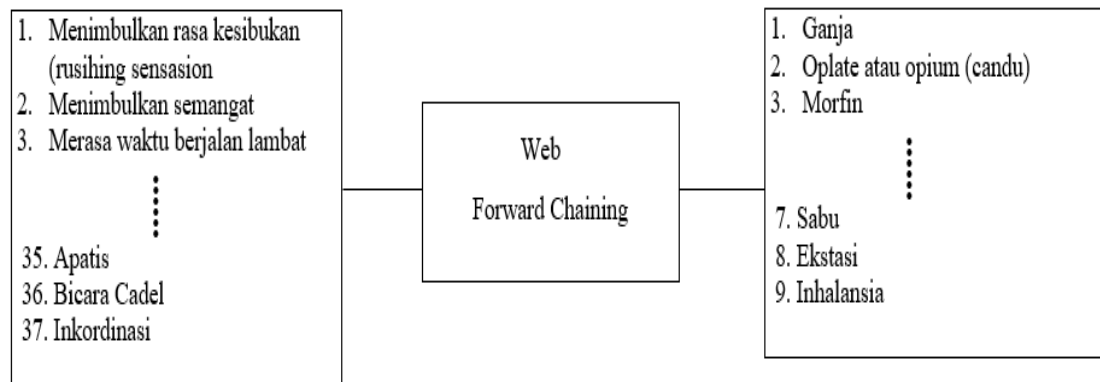 1. Menimbulkan rasa kesibukan
(rusihing sensasion
2. Menimbulkan semangat
3. Merasa waktu berjalan lambat
35. Apatis
36. Bicara Cadel
37. Inkordinasi
Web
Forward Chaining
1. Ganja
2. Oplate atau opium (candu)
3. Morfin
7. Sabu
8. Ekstasi
9. Inhalansia